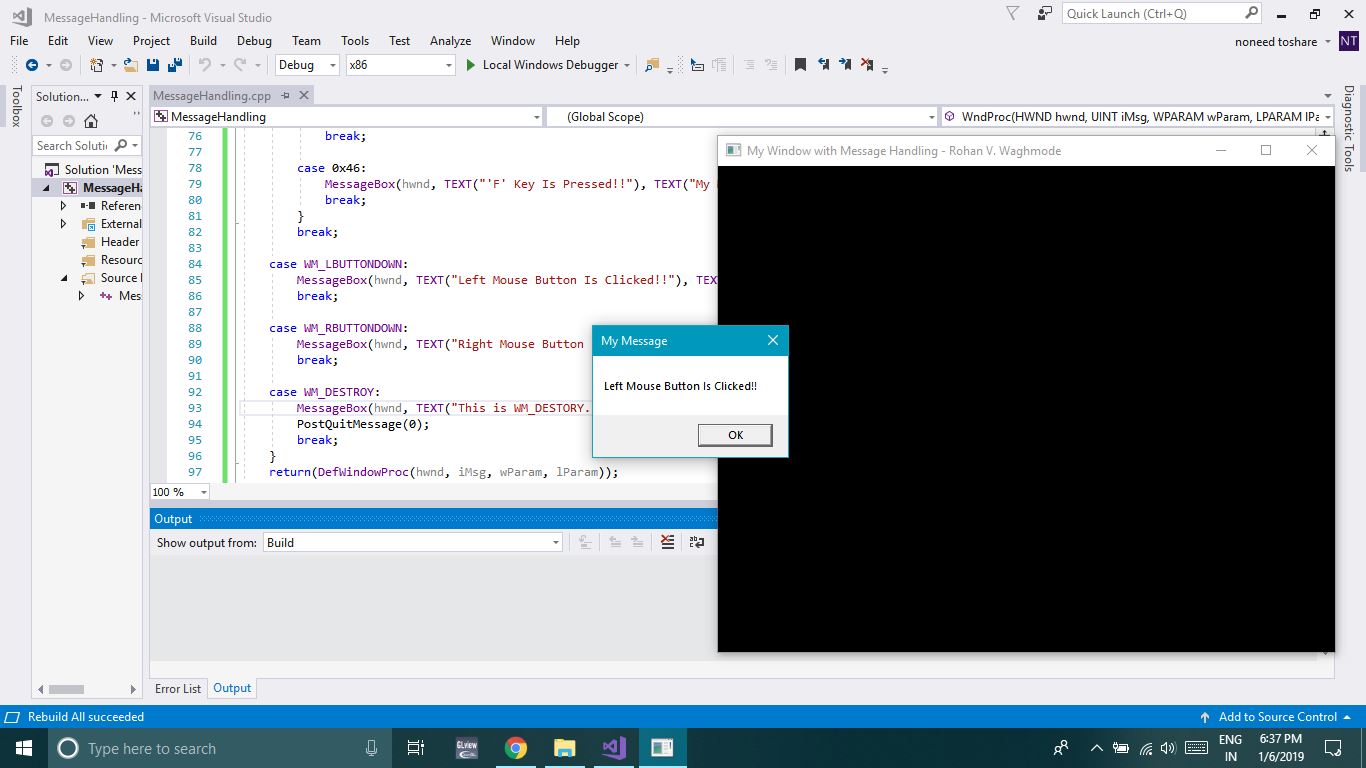 MessageHandling - Microsoft Visual Studio
Quick Launch (Ctrl+Q)
File Edit View Project Build Debug Team Tools Test Analyze Window Help
noneed toshare NT
Debug x86 Local Windows Debugger
Toolbox
Solution...
Search Soluti
Solution 'Mess
MessageHa
Referen
External
Header
Resourc
Source
Mess
MessageHandling.cpp
MessageHandling (Global Scope) WndProc(HWND hwnd, UINT iMsg, WPARAM wParam, LPARAM lPa
Diagnostic Tools
76 break;
77
78 case 0x46:
79 MessageBox(hwnd, TEXT("'F' Key Is Pressed!!"), TEXT("My
80 break;
81 }
82 break;
83
84 case WM_LBUTTONDOWN:
85 MessageBox(hwnd, TEXT("Left Mouse Button Is Clicked!!"), TEX
86 break;
87
88 case WM_RBUTTONDOWN:
89 MessageBox(hwnd, TEXT("Right Mouse Button
90 break;
91
92 case WM_DESTROY:
93 MessageBox(hwnd, TEXT("This is WM_DESTORY.
94 PostQuitMessage(0);
95 break;
96 }
97 return(DefWindowProc(hwnd, iMsg, wParam, lParam));
100 %
My Window with Message Handling - Rohan V. Waghmode
My Message
Left Mouse Button Is Clicked!!
OK
Output
Show output from: Build
Error List Output
Rebuild All succeeded
Add to Source Control
Type here to search
GLview
ENG
IN
6:37 PM
1/6/2019